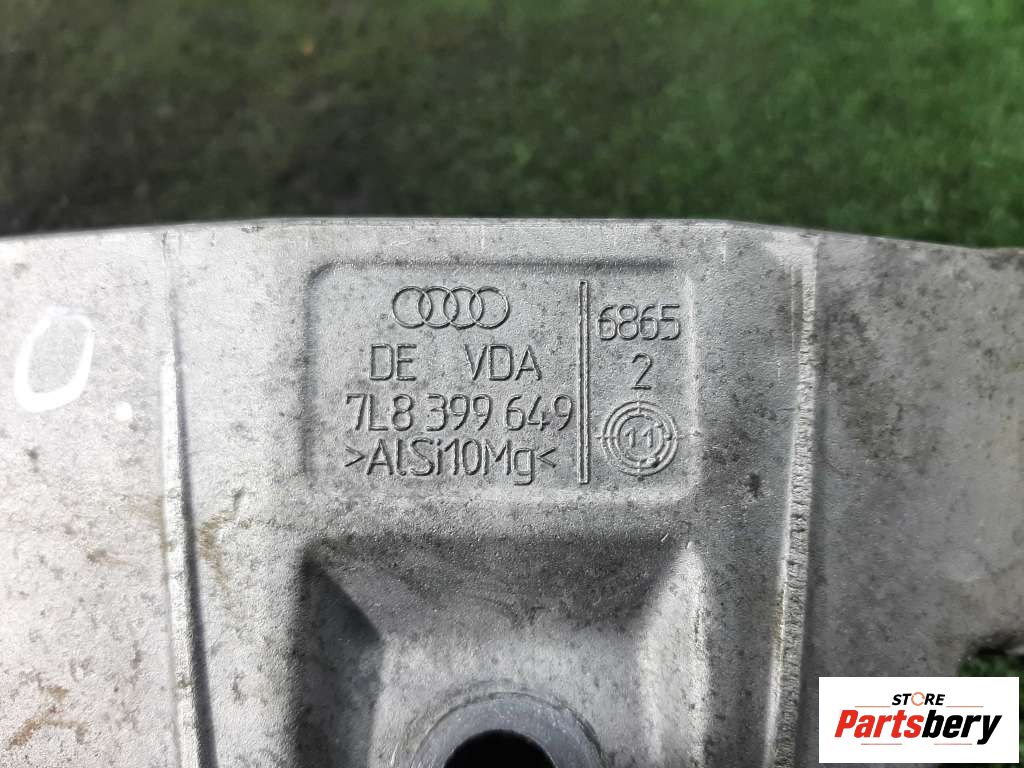 O.
DE VDA
7L8 399 649
>AlSi10Mg<
6865
2
11
STORE
Partsbery